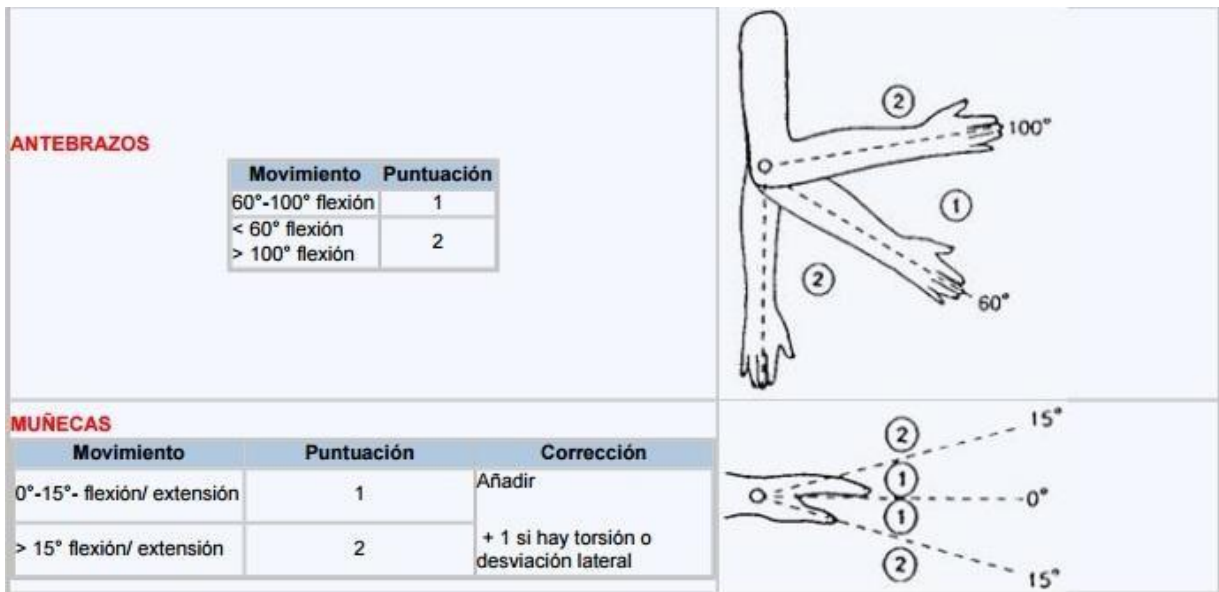 ANTEBRAZOS
Movimiento Puntuación
60°-100° flexión 1
< 60° flexión
> 100° flexión
2
2
100°
1
2
60°
MUÑECAS
Movimiento Puntuación Corrección
0°-15°- flexión/ extensión 1
Añadir
+ 1 si hay torsión o
desviación lateral
> 15° flexión/ extensión 2
15°
2
1
0°
1
2
15°